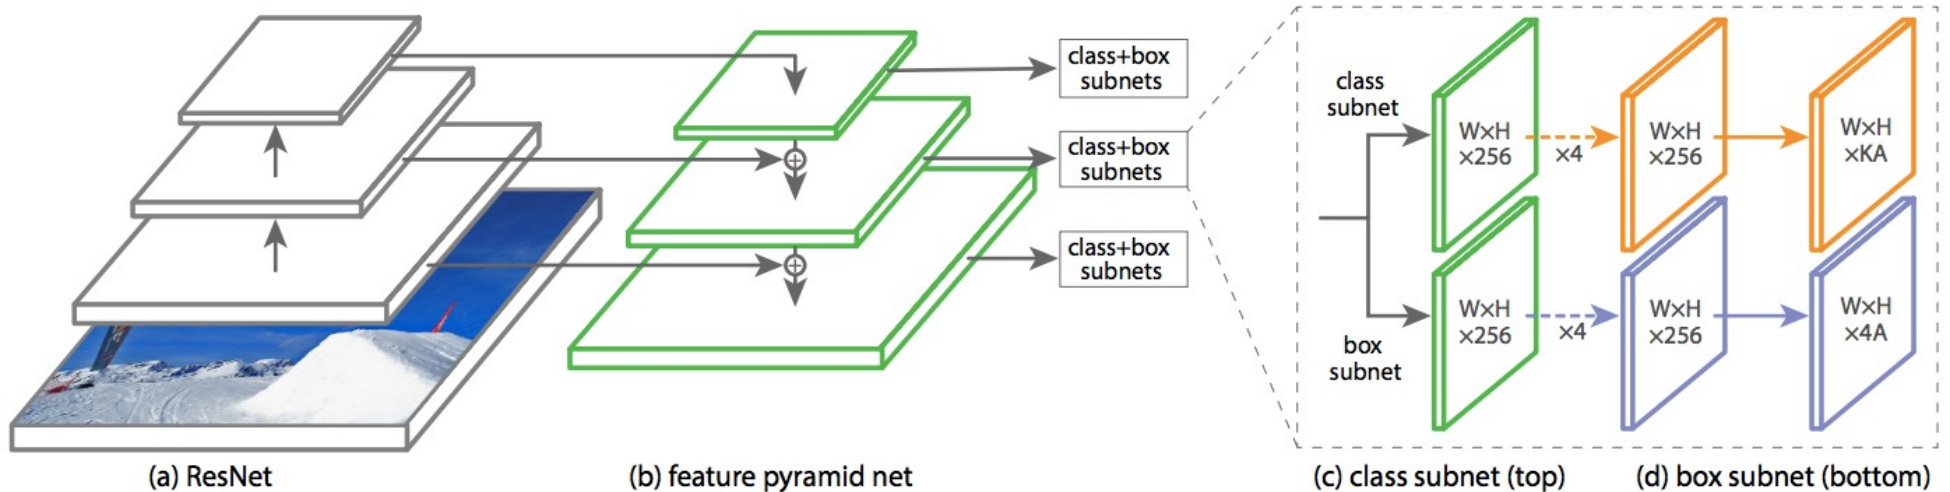 class+box
subnets
class+box
subnets
class+box
subnets
class
subnet
W×H
×256
×4
W×H
×256
W×H
×KA
box
subnet
W×H
×256
×4
W×H
×256
W×H
×4A
(a) ResNet
(b) feature pyramid net
(c) class subnet (top)
(d) box subnet (bottom)